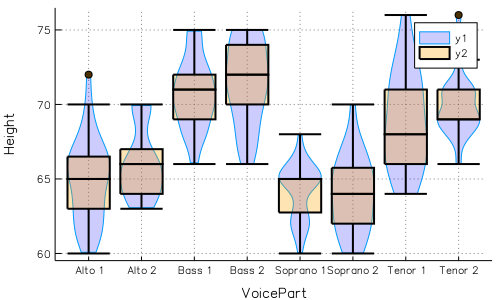 75
70
65
60
Height
Alto 1 Alto 2 Bass 1 Bass 2 Soprano 1 Soprano 2 Tenor 1 Tenor 2
VoicePart
y1
y2